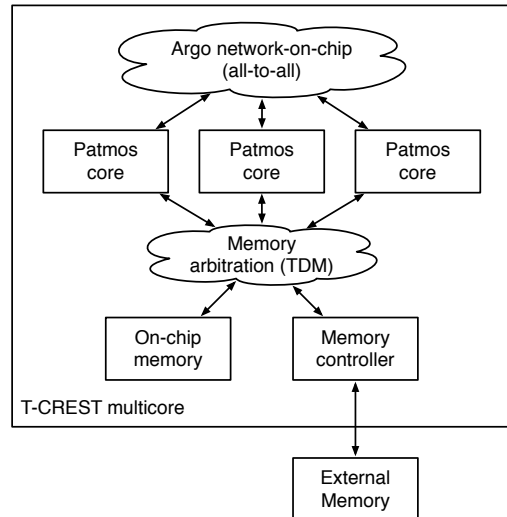 Argo network-on-chip
(all-to-all)
Patmos
core
Patmos
core
Patmos
core
Memory
arbitration (TDM)
On-chip
memory
Memory
controller
T-CREST multicore
External
Memory